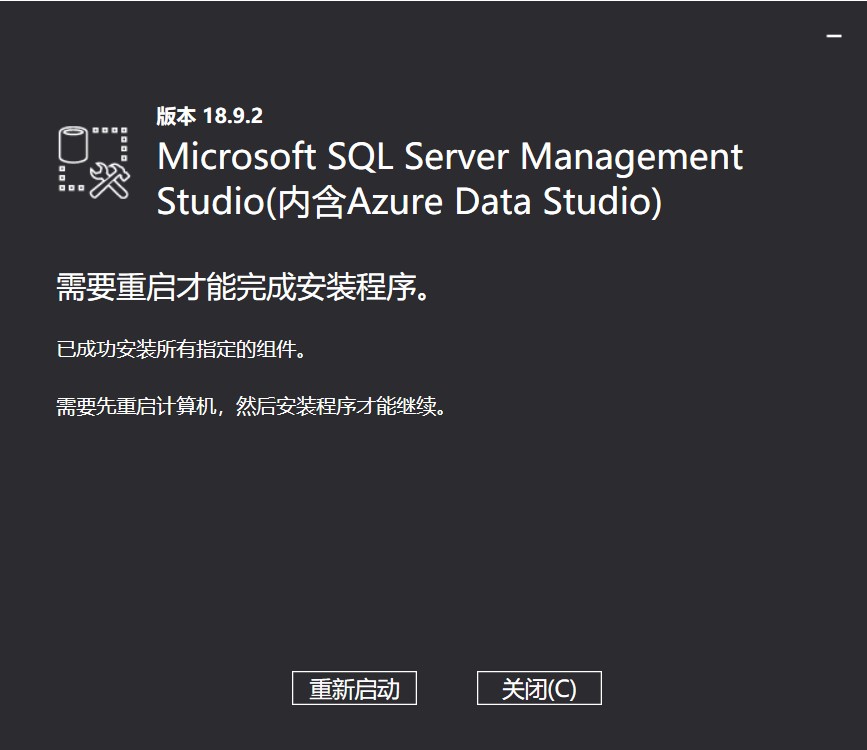 版本 18.9.2
Microsoft SQL Server Management
Studio(内含Azure Data Studio)
需要重启才能完成安装程序。
已成功安装所有指定的组件。
需要先重启计算机，然后安装程序才能继续。
重新启动
关闭(C)